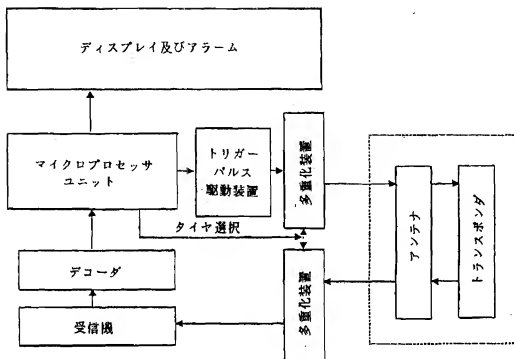 ディスプレイ及びアラーム
マイクロプロセッサ
ユニット
トリガー
パルス
駆動装置
多重化装置
タイヤ選択
アンテナ
トランスポンダ
デコーダ
多重化装置
受信機